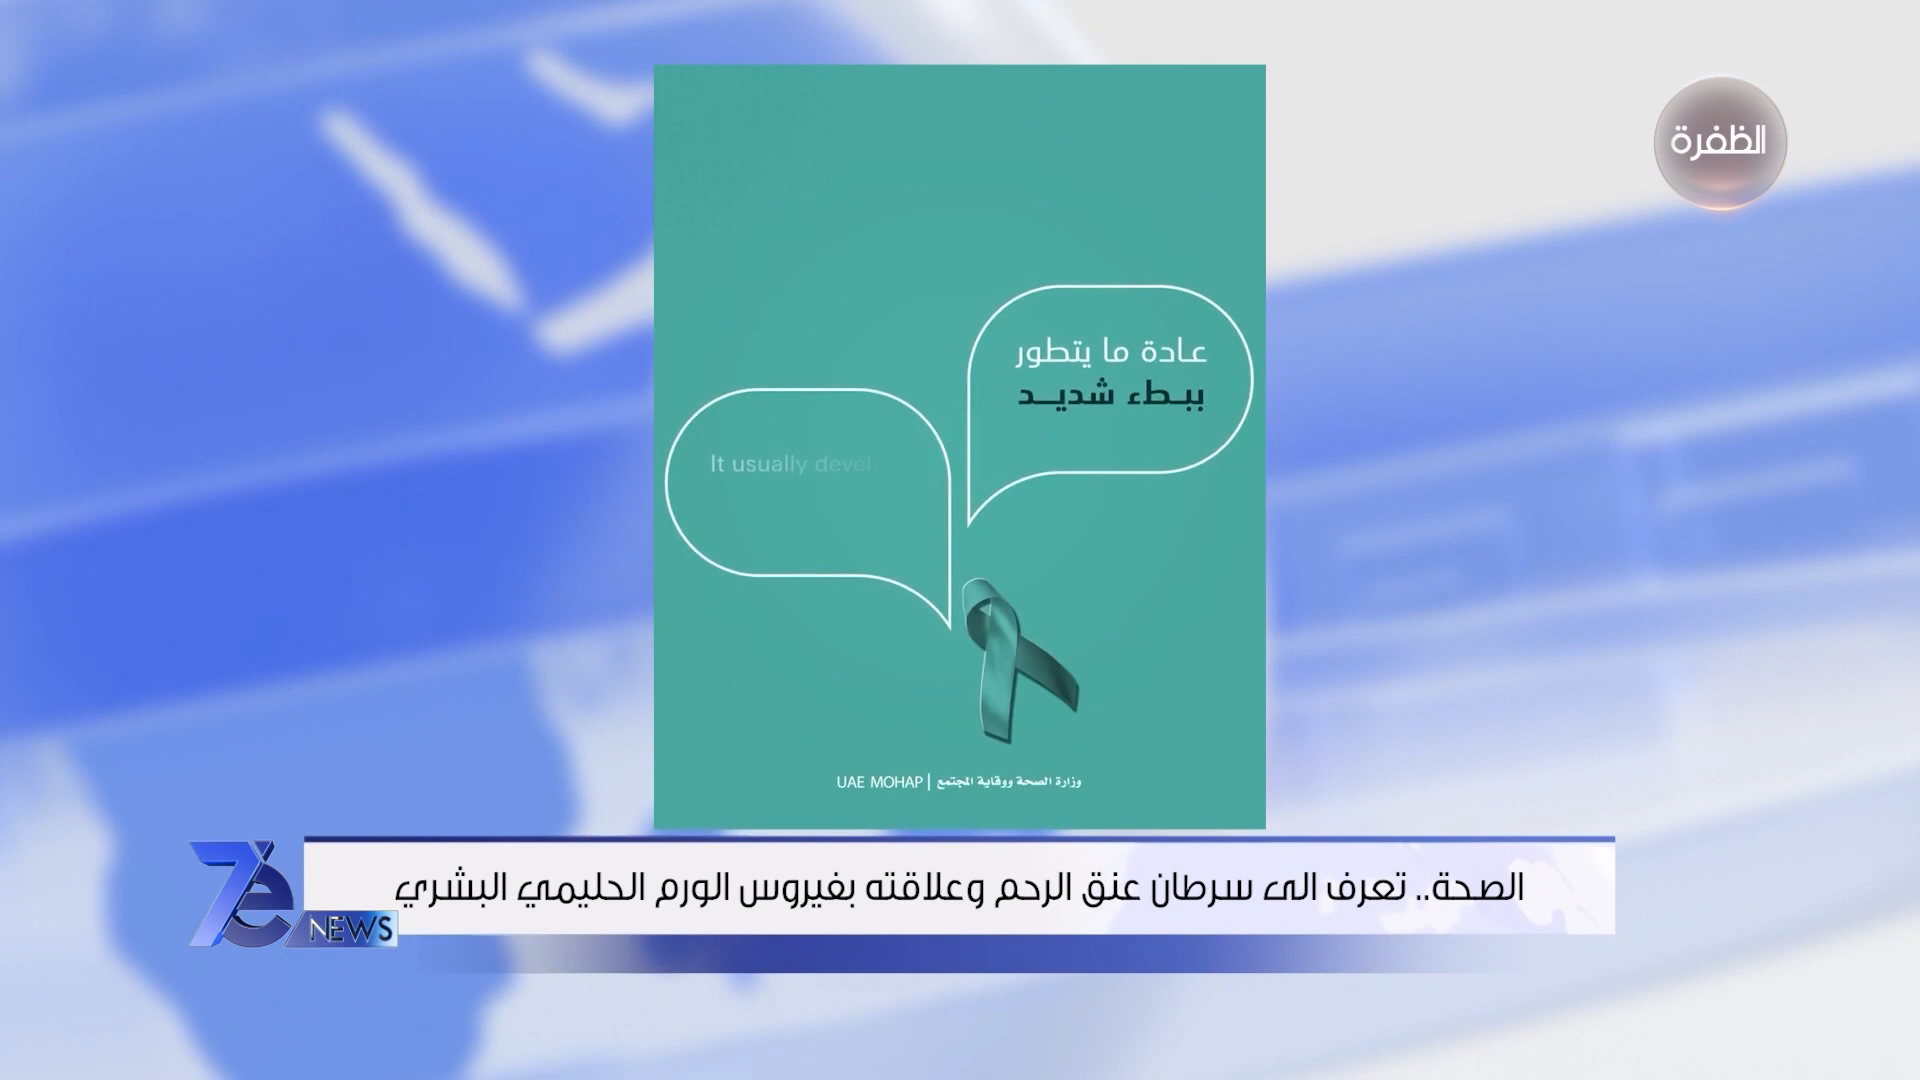 الظفرة
عادة ما يتطور
ببطء شديد
It usually devel
UAE MOHAP | وزارة الصحة ووقاية المجتمع
الصحة.. تعرف الى سرطان عنق الرحم وعلاقته بفيروس الورم الحليمي البشري
NEWS